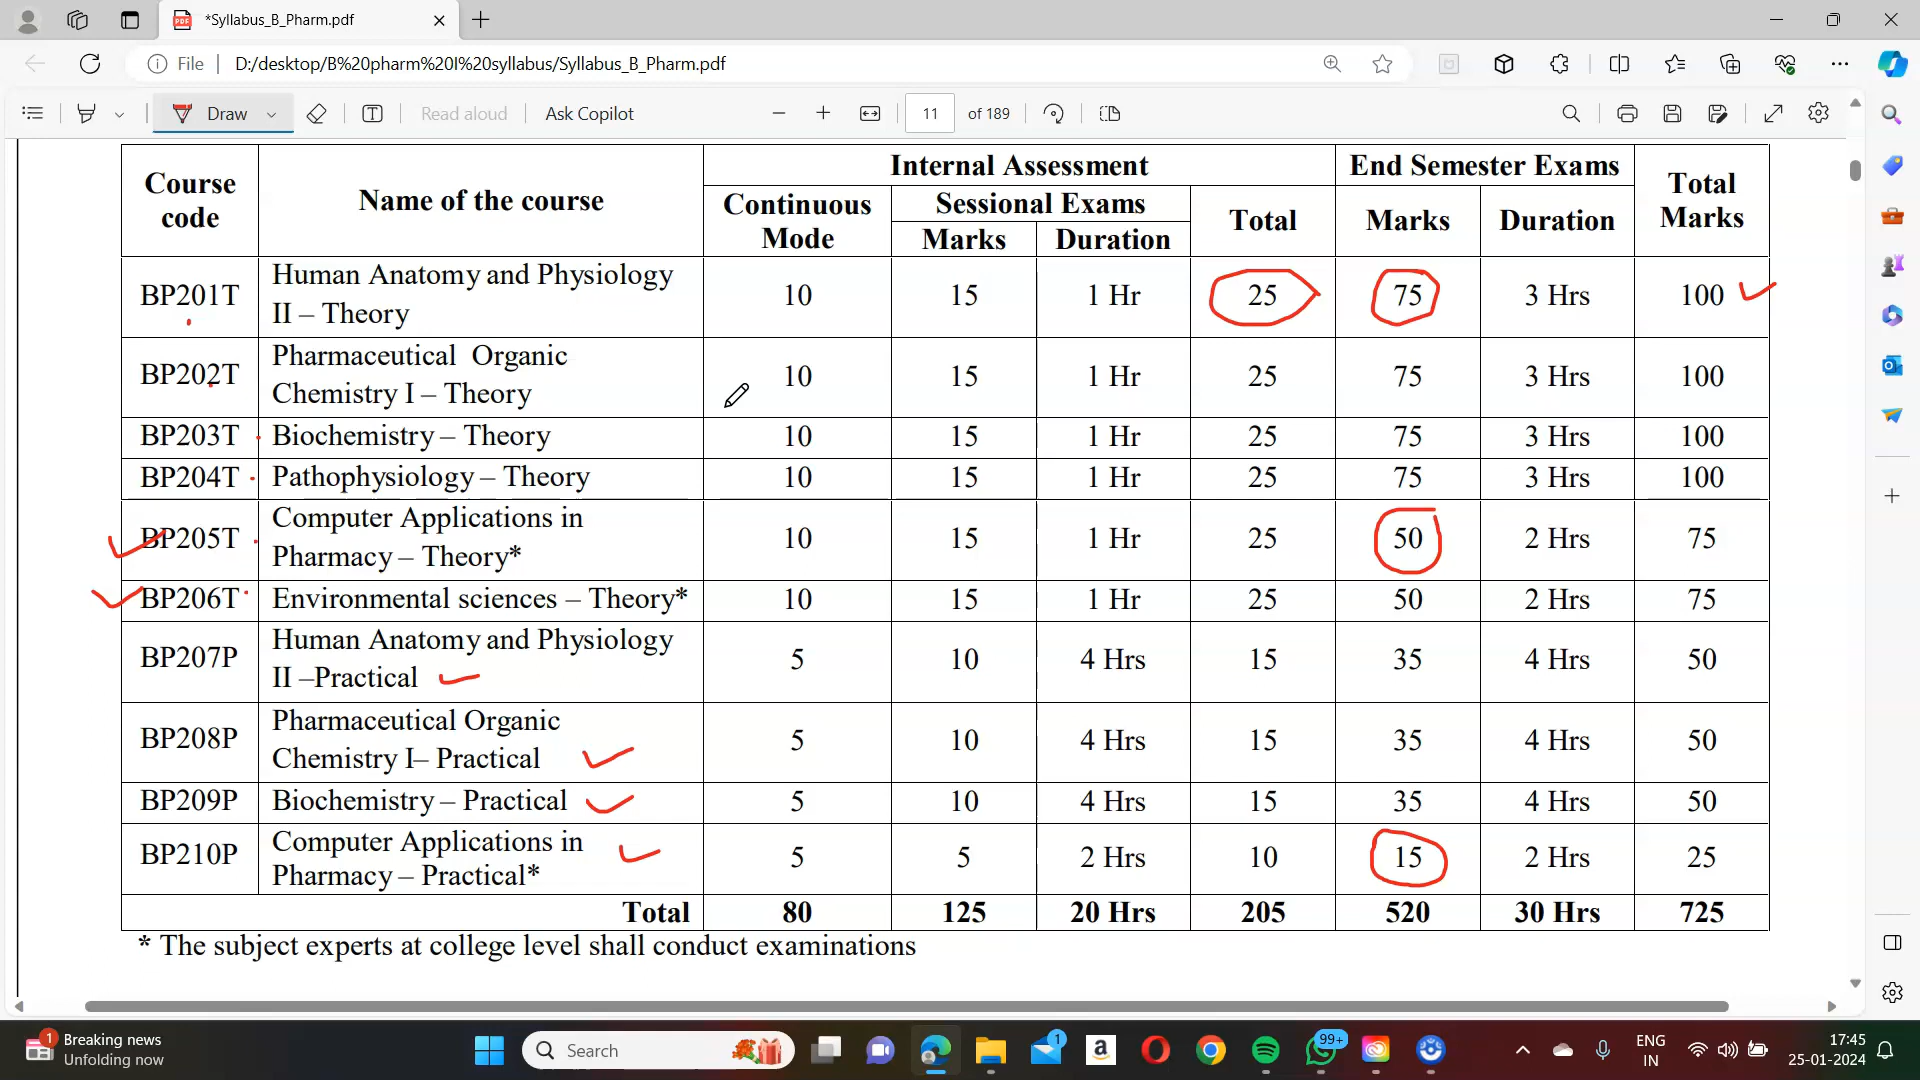 *Syllabus_B_Pharm.pdf
File D:/desktop/B%20pharm%20I%20syllabus/Syllabus_B_Pharm.pdf
Draw Read aloud Ask Copilot 11 of 189
Course code Name of the course Internal Assessment End Semester Exams Total Marks
Continuous Mode Sessional Exams Total Marks Duration
Marks Duration
BP201T Human Anatomy and Physiology II – Theory 10 15 1 Hr 25 75 3 Hrs 100
BP202T Pharmaceutical Organic Chemistry I – Theory 10 15 1 Hr 25 75 3 Hrs 100
BP203T Biochemistry – Theory 10 15 1 Hr 25 75 3 Hrs 100
BP204T Pathophysiology – Theory 10 15 1 Hr 25 75 3 Hrs 100
BP205T Computer Applications in Pharmacy – Theory* 10 15 1 Hr 25 50 2 Hrs 75
BP206T Environmental sciences – Theory* 10 15 1 Hr 25 50 2 Hrs 75
BP207P Human Anatomy and Physiology II –Practical 5 10 4 Hrs 15 35 4 Hrs 50
BP208P Pharmaceutical Organic Chemistry I– Practical 5 10 4 Hrs 15 35 4 Hrs 50
BP209P Biochemistry – Practical 5 10 4 Hrs 15 35 4 Hrs 50
BP210P Computer Applications in Pharmacy – Practical* 5 5 2 Hrs 10 15 2 Hrs 25
Total 80 125 20 Hrs 205 520 30 Hrs 725
* The subject experts at college level shall conduct examinations
1 Breaking news
Unfolding now
Search
1
a
99+
ENG
IN
17:45
25-01-2024